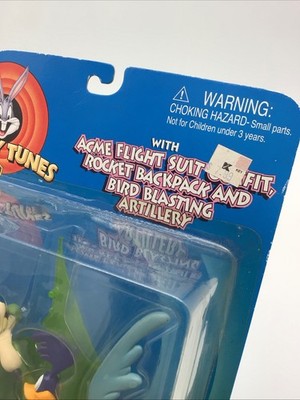 WARNING:
CHOKING HAZARD- Small parts.
Not for Children under 3 years.
WITH
ACME FLIGHT SUIT
ROCKET BACKPACK AND
BIRD BLASTING
ARTILLERY
TUNES